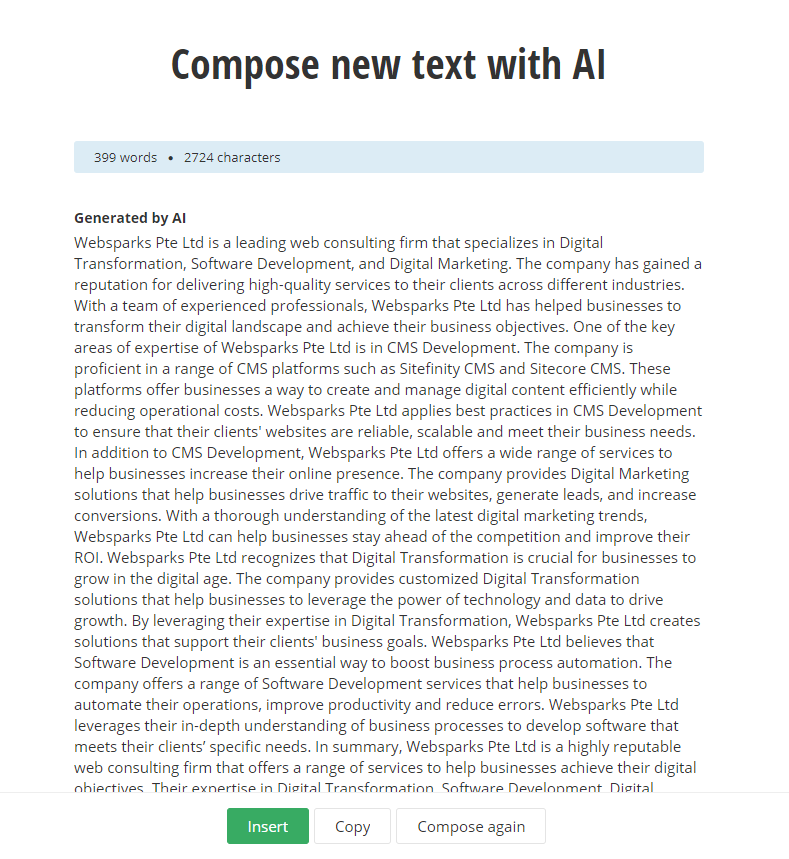 Compose new text with AI
399 words • 2724 characters
Generated by AI
Websparks Pte Ltd is a leading web consulting firm that specializes in Digital
Transformation, Software Development, and Digital Marketing. The company has gained a
reputation for delivering high-quality services to their clients across different industries.
With a team of experienced professionals, Websparks Pte Ltd has helped businesses to
transform their digital landscape and achieve their business objectives. One of the key
areas of expertise of Websparks Pte Ltd is in CMS Development. The company is
proficient in a range of CMS platforms such as Sitefinity CMS and Sitecore CMS. These
platforms offer businesses a way to create and manage digital content efficiently while
reducing operational costs. Websparks Pte Ltd applies best practices in CMS Development
to ensure that their clients' websites are reliable, scalable and meet their business needs.
In addition to CMS Development, Websparks Pte Ltd offers a wide range of services to
help businesses increase their online presence. The company provides Digital Marketing
solutions that help businesses drive traffic to their websites, generate leads, and increase
conversions. With a thorough understanding of the latest digital marketing trends,
Websparks Pte Ltd can help businesses stay ahead of the competition and improve their
ROI. Websparks Pte Ltd recognizes that Digital Transformation is crucial for businesses to
grow in the digital age. The company provides customized Digital Transformation
solutions that help businesses to leverage the power of technology and data to drive
growth. By leveraging their expertise in Digital Transformation, Websparks Pte Ltd creates
solutions that support their clients' business goals. Websparks Pte Ltd believes that
Software Development is an essential way to boost business process automation. The
company offers a range of Software Development services that help businesses to
automate their operations, improve productivity and reduce errors. Websparks Pte Ltd
leverages their in-depth understanding of business processes to develop software that
meets their clients’ specific needs. In summary, Websparks Pte Ltd is a highly reputable
web consulting firm that offers a range of services to help businesses achieve their digital
objectives. Their expertise in Digital Transformation, Software Development, Digital
Insert
Copy
Compose again